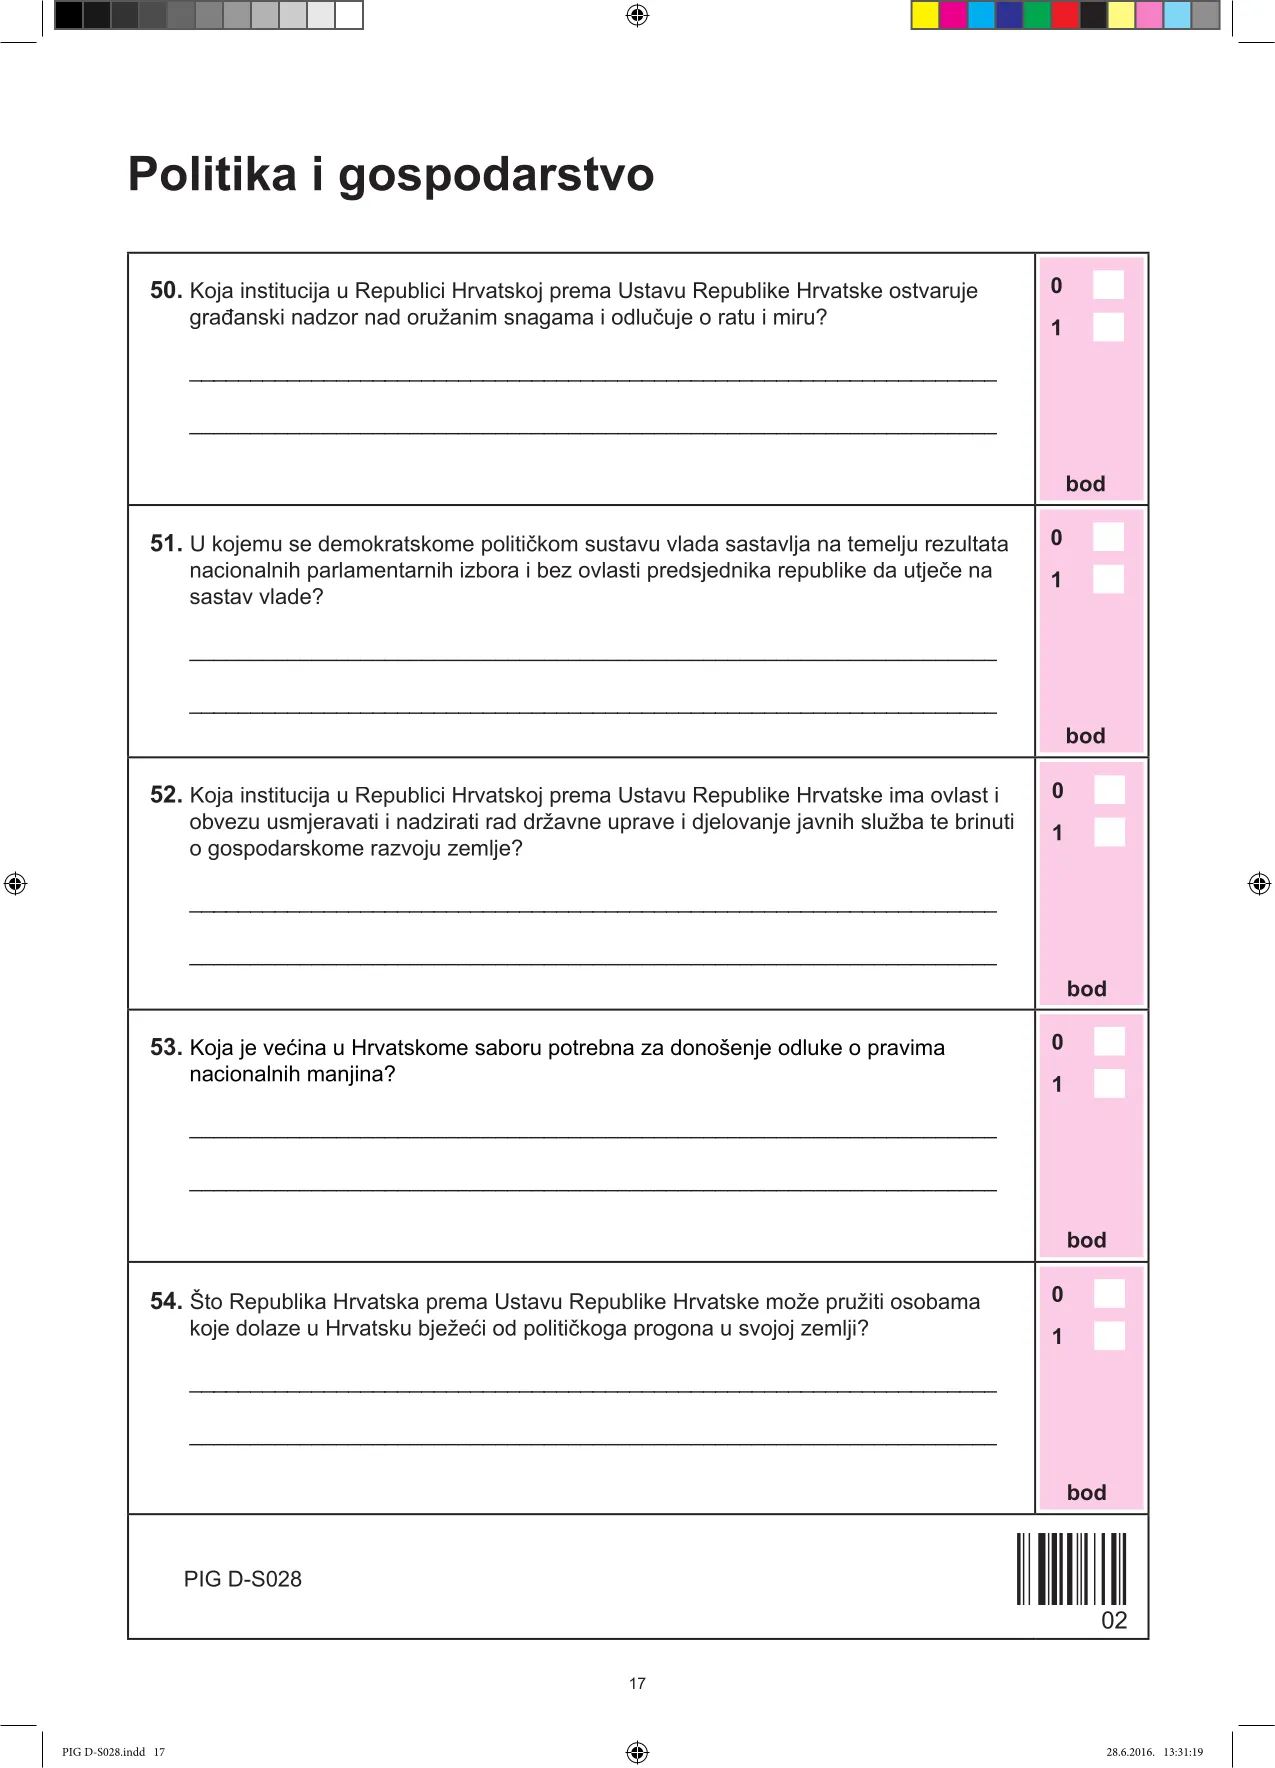 Politika i gospodarstvo
50. Koja institucija u Republici Hrvatskoj prema Ustavu Republike Hrvatske ostvaruje
građanski nadzor nad oružanim snagama i odlučuje o ratu i miru?
0
1
bod
51. U kojemu se demokratskome političkom sustavu vlada sastavlja na temelju rezultata
nacionalnih parlamentarnih izbora i bez ovlasti predsjednika republike da utječe na
sastav vlade?
0
1
bod
52. Koja institucija u Republici Hrvatskoj prema Ustavu Republike Hrvatske ima ovlast i
obvezu usmjeravati i nadzirati rad državne uprave i djelovanje javnih služba te brinuti
o gospodarskome razvoju zemlje?
0
1
bod
53. Koja je većina u Hrvatskome saboru potrebna za donošenje odluke o pravima
nacionalnih manjina?
0
1
bod
54. Što Republika Hrvatska prema Ustavu Republike Hrvatske može pružiti osobama
koje dolaze u Hrvatsku bježeći od političkoga progona u svojoj zemlji?
0
1
bod
PIG D-S028
02
17
PIG D-S028.indd 17
28.6.2016. 13:31:19